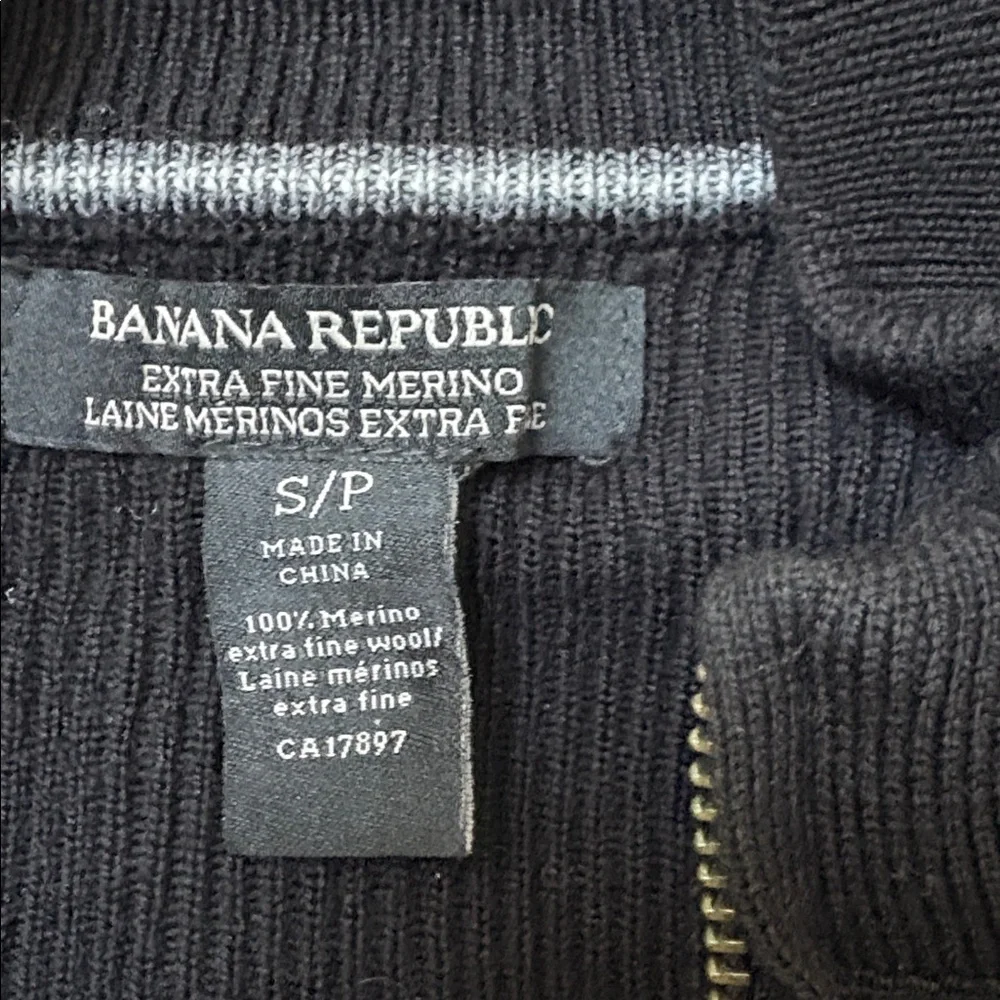 BANANA REPUBLIC
EXTRA FINE MERINO
LAINE MÉRINOS EXTRA
S/P
MADE IN
CHINA
100% Merino
extra fine wool/
Laine mérinos
extra fine
CA17897